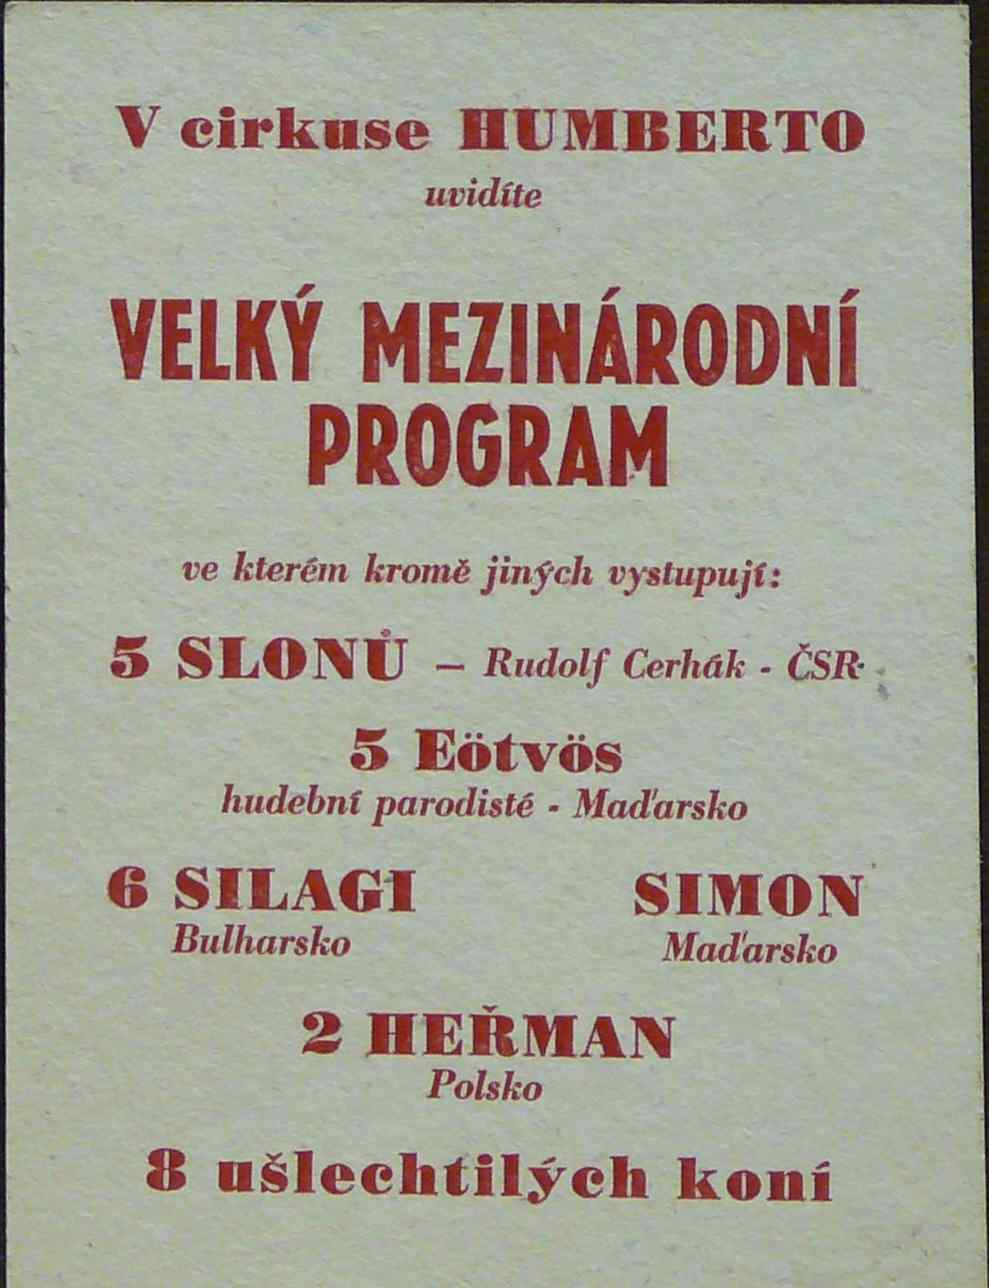 V cirkuse HUMBERTO
uvidíte
VELKÝ MEZINÁRODNÍ
PROGRAM
ve kterém kromě jiných vystupují:
5 SLONŮ – Rudolf Cerhák - ČSR
5 Eötvös
hudební parodisté - Maďarsko
6 SILAGI SIMON
Bulharsko Maďarsko
2 HEŘMAN
Polsko
8 ušlechtilých koní